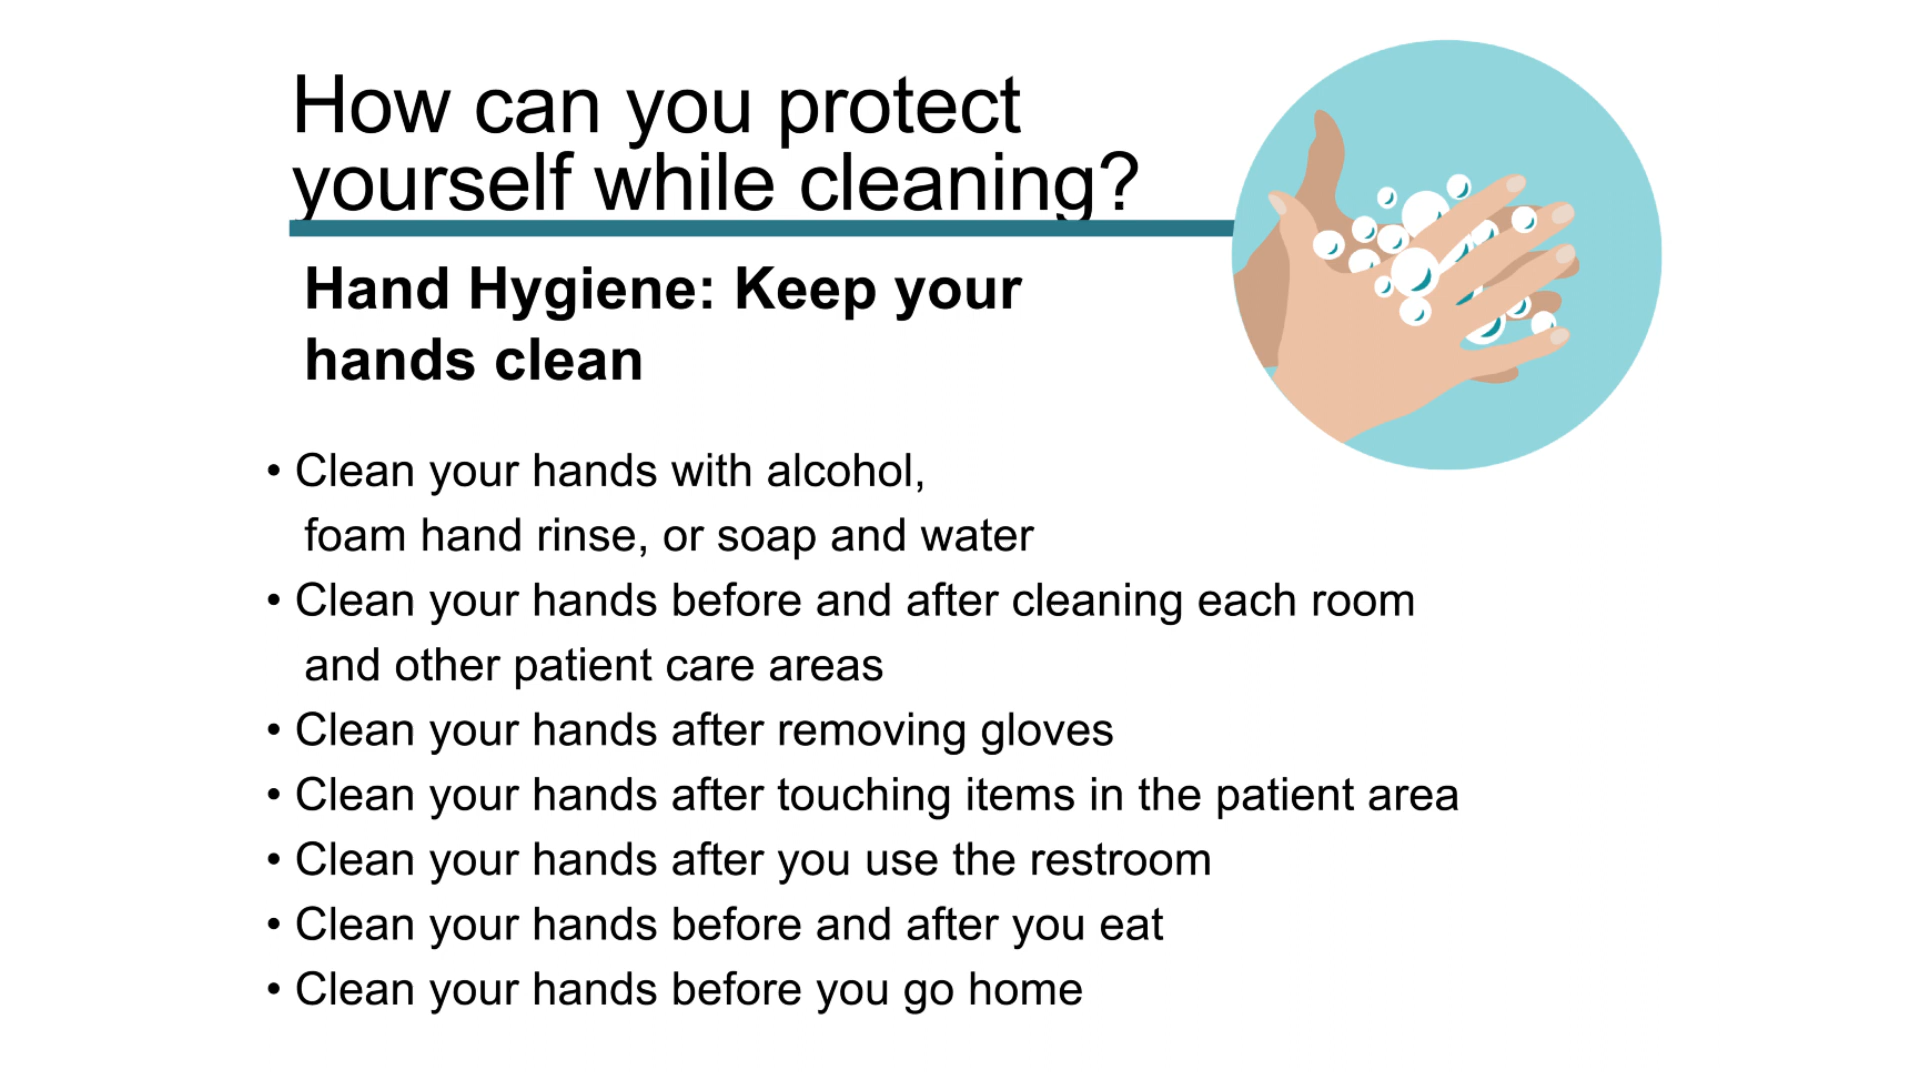 How can you protect
yourself while cleaning?
Hand Hygiene: Keep your
hands clean
• Clean your hands with alcohol,
foam hand rinse, or soap and water
• Clean your hands before and after cleaning each room
and other patient care areas
• Clean your hands after removing gloves
• Clean your hands after touching items in the patient area
• Clean your hands after you use the restroom
• Clean your hands before and after you eat
• Clean your hands before you go home